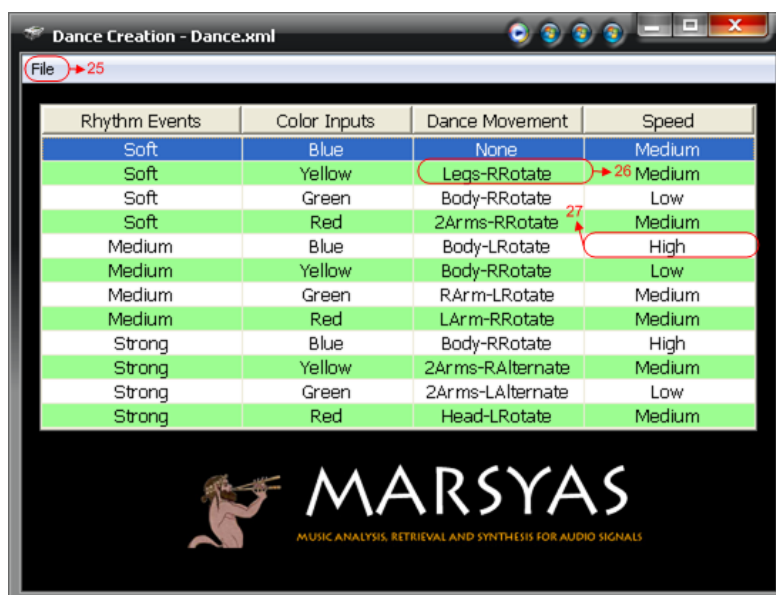 Dance Creation - Dance.xml
File 25
Rhythm Events Color Inputs Dance Movement Speed
Soft Blue None Medium
Soft Yellow Legs-RRotate 26 Medium
Soft Green Body-RRotate Low
Soft Red 2Arms-RRotate 27 Medium
Medium Blue Body-LRotate High
Medium Yellow Body-RRotate Low
Medium Green RArm-LRotate Medium
Medium Red LArm-RRotate Medium
Strong Blue Body-RRotate High
Strong Yellow 2Arms-RAlternate Medium
Strong Green 2Arms-LAlternate Low
Strong Red Head-LRotate Medium
MARSYAS
MUSIC ANALYSIS, RETRIEVAL AND SYNTHESIS FOR AUDIO SIGNALS